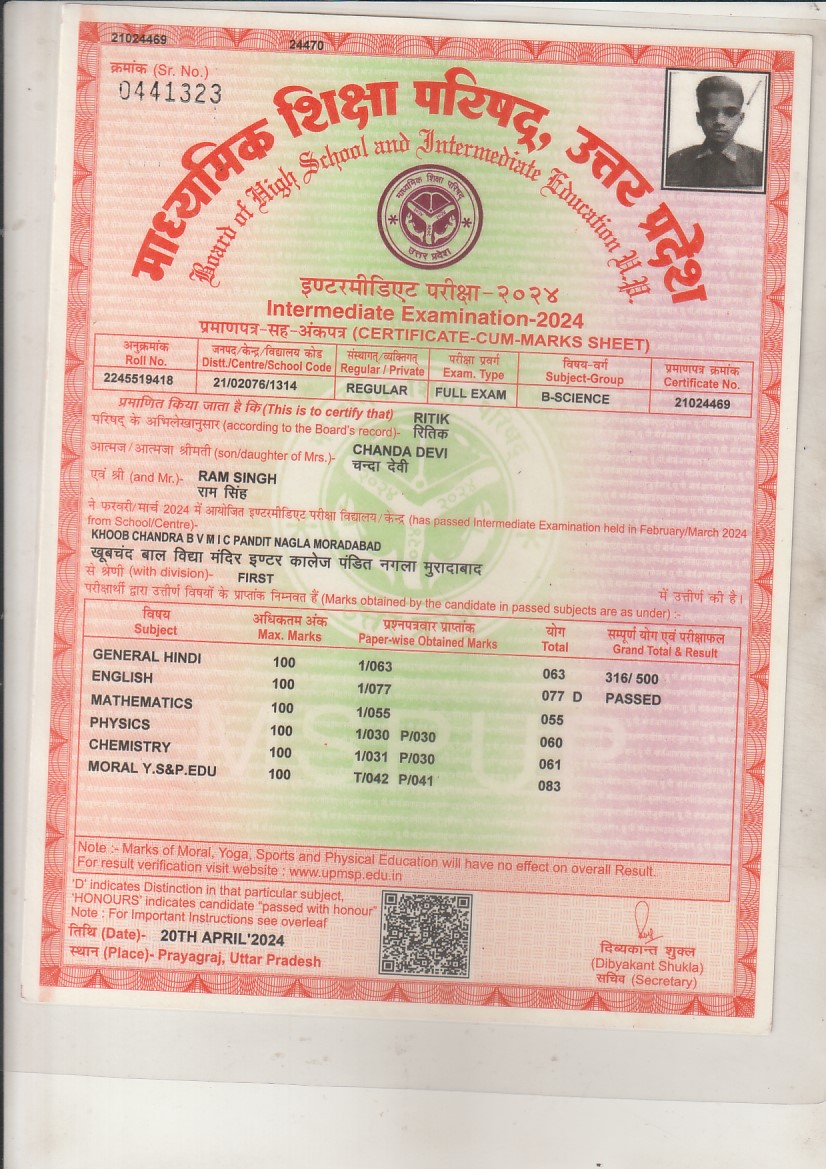 21024469 24470
क्रमांक (Sr. No.)
0441323
माध्यमिक शिक्षा परिषद्, उत्तर प्रदेश
Board of High School and Intermediate Education U.P.
माध्यमिक शिक्षा परिषद
उत्तर प्रदेश
इण्टरमीडिएट परीक्षा-२०२४
Intermediate Examination-2024
प्रमाणपत्र-सह-अंकपत्र (CERTIFICATE-CUM-MARKS SHEET)
अनुक्रमांक जनपद/केन्द्र/विद्यालय कोड संस्थागत/व्यक्तिगत परीक्षा प्रवर्ग विषय-वर्ग प्रमाणपत्र क्रमांक
Roll No. Distt./Centre/School Code Regular / Private Exam. Type Subject-Group Certificate No.
2245519418 21/02076/1314 REGULAR FULL EXAM B-SCIENCE 21024469
प्रमाणित किया जाता है कि (This is to certify that) RITIK
परिषद् के अभिलेखानुसार (according to the Board's record)- रितिक
आत्मज/आत्मजा श्रीमती (son/daughter of Mrs.)- CHANDA DEVI
चन्दा देवी
एवं श्री (and Mr.)- RAM SINGH
राम सिंह
ने फरवरी/मार्च 2024 में आयोजित इण्टरमीडिएट परीक्षा विद्यालय/केन्द्र (has passed Intermediate Examination held in February/March 2024
from School/Centre)-
KHOOB CHANDRA B V M I C PANDIT NAGLA MORADABAD
खूबचंद बाल विद्या मंदिर इण्टर कालेज पंडित नगला मुरादाबाद
से श्रेणी (with division)- FIRST में उत्तीर्ण की है।
परीक्षार्थी द्वारा उत्तीर्ण विषयों के प्राप्तांक निम्नवत हैं (Marks obtained by the candidate in passed subjects are as under) :-
विषय अधिकतम अंक प्रश्नपत्रवार प्राप्तांक योग सम्पूर्ण योग एवं परीक्षाफल
Subject Max. Marks Paper-wise Obtained Marks Total Grand Total & Result
GENERAL HINDI 100 1/063 063 316/ 500
ENGLISH 100 1/077 077 D PASSED
MATHEMATICS 100 1/055 055
PHYSICS 100 1/030 P/030 060
CHEMISTRY 100 1/031 P/030 061
MORAL Y.S&P.EDU 100 T/042 P/041 083
MSPUP
Note :- Marks of Moral, Yoga, Sports and Physical Education will have no effect on overall Result.
For result verification visit website : www.upmsp.edu.in
'D' indicates Distinction in that particular subject,
'HONOURS' indicates candidate "passed with honour"
Note : For Important Instructions see overleaf
तिथि (Date)- 20TH APRIL'2024
स्थान (Place)- Prayagraj, Uttar Pradesh
दिब्यकान्त शुक्ल
(Dibyakant Shukla)
सचिव (Secretary)